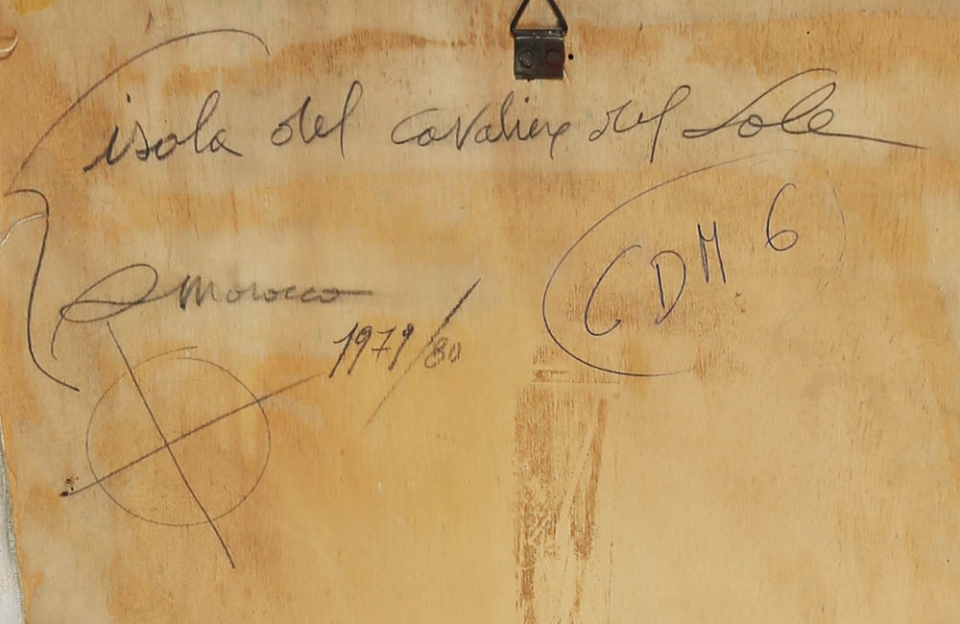 isola del cavaliere del Sole
CDM 6
Morocco
1979/80